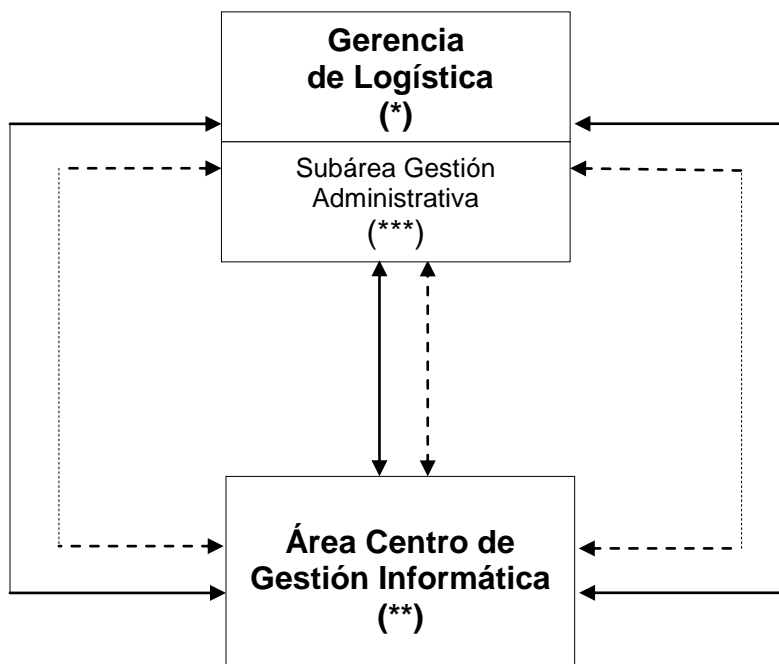 Gerencia
de Logística
(*)
Subárea Gestión
Administrativa
(***)
Área Centro de
Gestión Informática
(**)